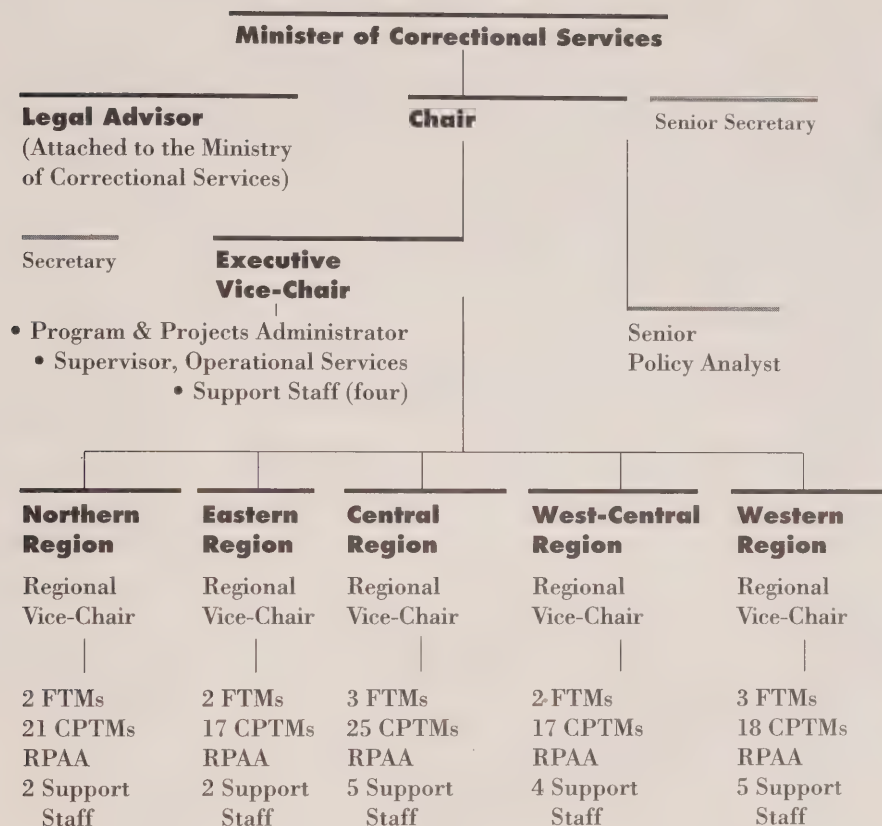 Minister of Correctional Services
Legal Advisor
(Attached to the Ministry
of Correctional Services)
Chair
Senior Secretary
Secretary
Executive
Vice-Chair
• Program & Projects Administrator
• Supervisor, Operational Services
• Support Staff (four)
Senior
Policy Analyst
Northern
Region
Regional
Vice-Chair
2 FTMs
21 CPTMs
RPAA
2 Support
Staff
Eastern
Region
Regional
Vice-Chair
2 FTMs
17 CPTMs
RPAA
2 Support
Staff
Central
Region
Regional
Vice-Chair
3 FTMs
25 CPTMs
RPAA
5 Support
Staff
West-Central
Region
Regional
Vice-Chair
2 FTMs
17 CPTMs
RPAA
4 Support
Staff
Western
Region
Regional
Vice-Chair
3 FTMs
18 CPTMs
RPAA
5 Support
Staff